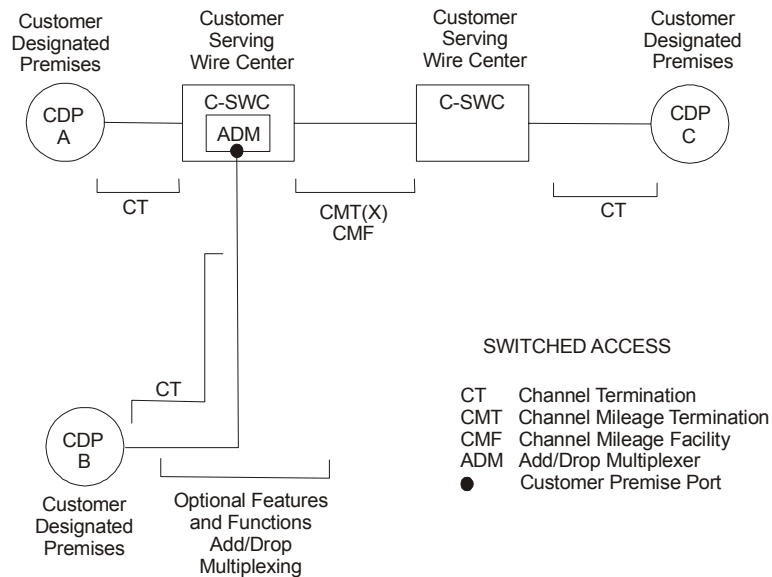 Customer
Designated
Premises
Customer
Serving
Wire Center
Customer
Serving
Wire Center
Customer
Designated
Premises
CDP
A
C-SWC
ADM
C-SWC
CDP
C
CT
CMT(X)
CMF
CT
CT
CDP
B
Customer
Designated
Premises
Optional Features
and Functions
Add/Drop
Multiplexing
SWITCHED ACCESS
CT Channel Termination
CMT Channel Mileage Termination
CMF Channel Mileage Facility
ADM Add/Drop Multiplexer
● Customer Premise Port